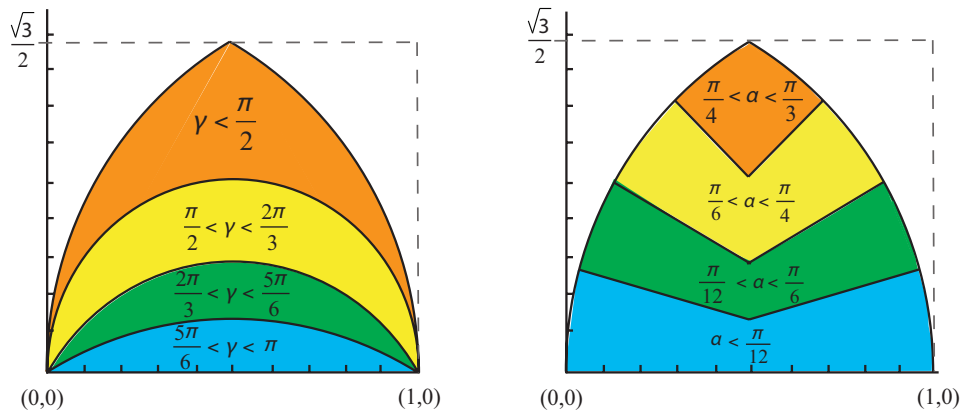 √3/2
γ < π/2
π/2 < γ < 2π/3
2π/3 < γ < 5π/6
5π/6 < γ < π
(0,0)
(1,0)
√3/2
π/4 < α < π/3
π/6 < α < π/4
π/12 < α < π/6
α < π/12
(0,0)
(1,0)